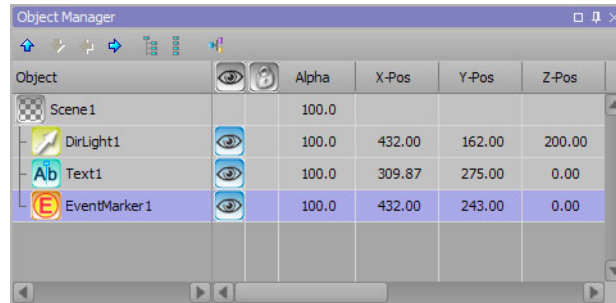 Object Manager
Object Alpha X-Pos Y-Pos Z-Pos
Scene1 100.0
DirLight1 100.0 432.00 162.00 200.00
Ab Text1 100.0 309.87 275.00 0.00
E EventMarker1 100.0 432.00 243.00 0.00